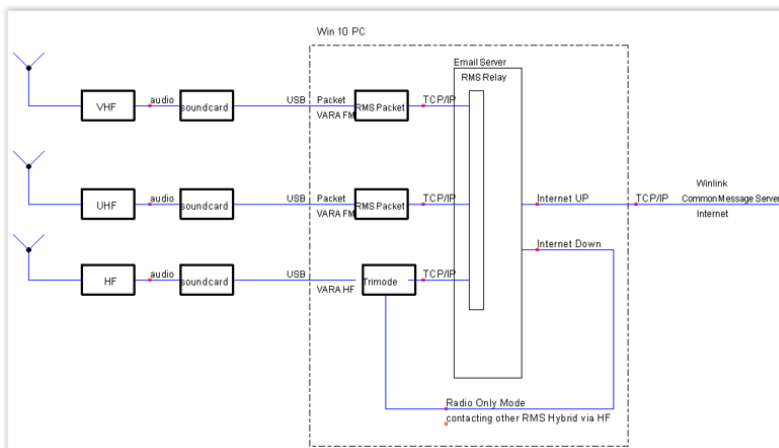 Win 10 PC
Email Server
RMS Relay
VHF
audio
soundcard
USB
Packet
VARA FM
RMS Packet
TCP/IP
UHF
audio
soundcard
USB
Packet
VARA FM
RMS Packet
TCP/IP
Internet UP
TCP/IP
Winlink
Common Message Server
Internet
Internet Down
HF
audio
soundcard
USB
VARA HF
Trimode
TCP/IP
Radio Only Mode
contacting other RMS Hybrid via HF